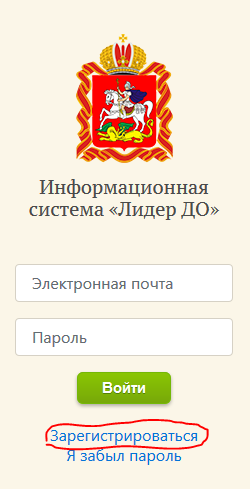 Информационная
система «Лидер ДО»
Электронная почта
Пароль
Войти
Зарегистрироваться
Я забыл пароль